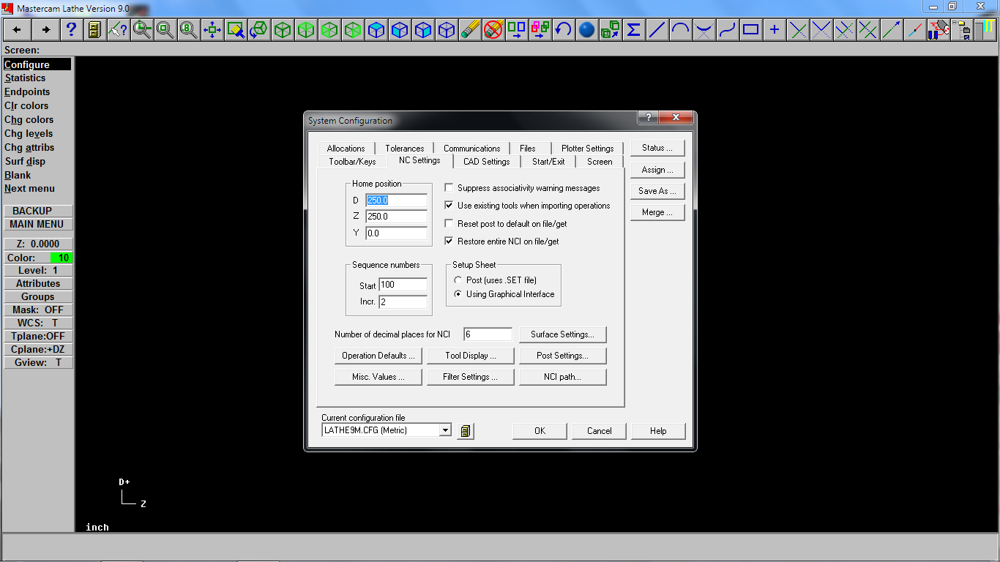 Mastercam Lathe Version 9.0
Screen:
Configure
Statistics
Endpoints
Clr colors
Chg colors
Chg levels
Chg attribs
Surf disp
Blank
Next menu
BACKUP
MAIN MENU
Z: 0.0000
Color: 10
Level: 1
Attributes
Groups
Mask: OFF
WCS: T
Tplane:OFF
Cplane:+DZ
Gview: T
System Configuration
Allocations Tolerances Communications Files Plotter Settings
Toolbar/Keys NC Settings CAD Settings Start/Exit Screen
Status ...
Assign ...
Save As ...
Merge ...
Home position
D 250.0
Z 250.0
Y 0.0
Suppress associativity warning messages
Use existing tools when importing operations
Reset post to default on file/get
Restore entire NCI on file/get
Sequence numbers
Start 100
Incr. 2
Setup Sheet
Post (uses .SET file)
Using Graphical Interface
Number of decimal places for NCI 6 Surface Settings...
Operation Defaults ... Tool Display ... Post Settings...
Misc. Values ... Filter Settings ... NCI path...
Current configuration file
LATHE9M.CFG (Metric)
OK Cancel Help
D+
Z
inch